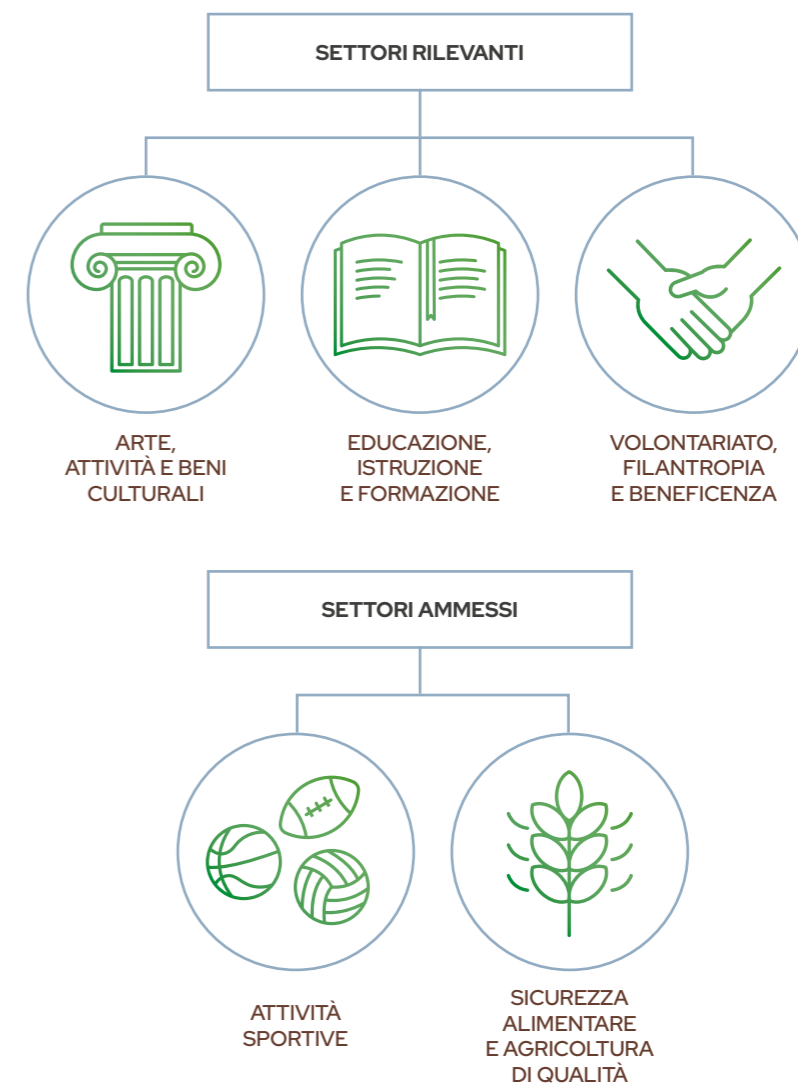 SETTORI RILEVANTI
ARTE,
ATTIVITÀ E BENI
CULTURALI
EDUCAZIONE,
ISTRUZIONE
E FORMAZIONE
VOLONTARIATO,
FILANTROPIA
E BENEFICENZA
SETTORI AMMESSI
ATTIVITÀ
SPORTIVE
SICUREZZA
ALIMENTARE
E AGRICOLTURA
DI QUALITÀ